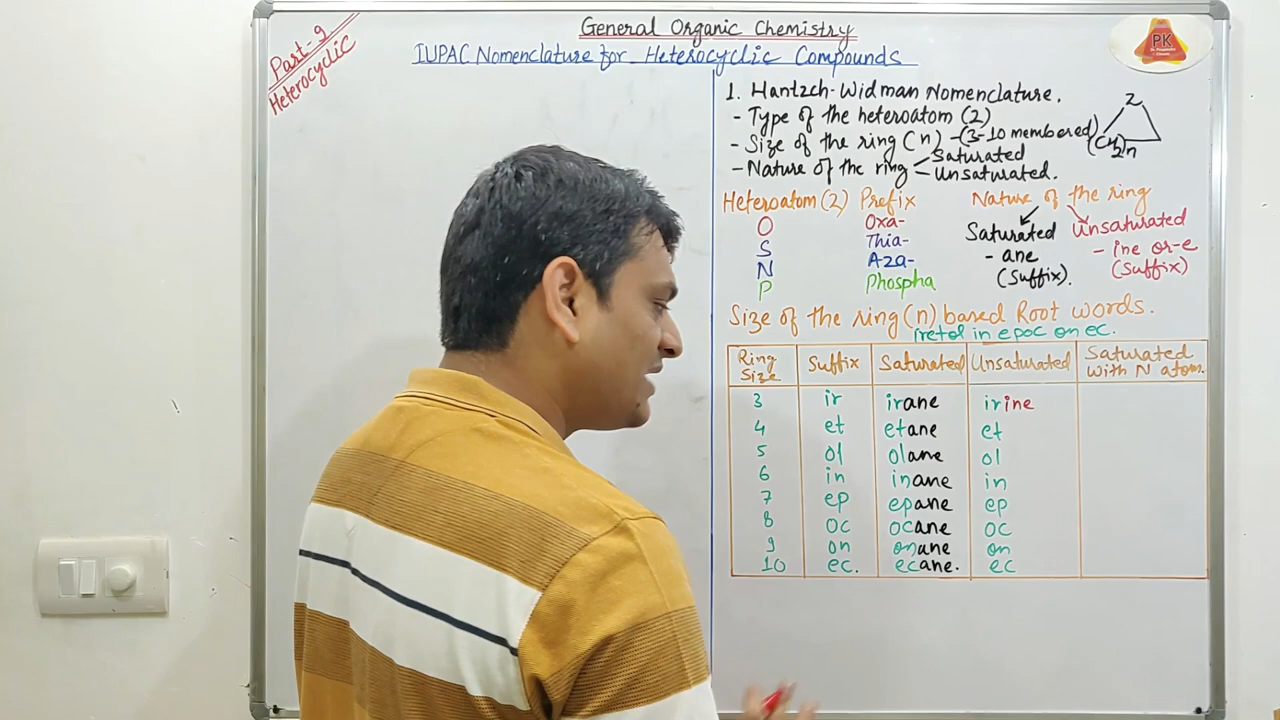 General Organic Chemistry
IUPAC Nomenclature for Heterocyclic Compounds
Part-9
Heterocyclic
PK
1. Hantzch-Widman Nomenclature.
- Type of the heteroatom (Z)
- Size of the ring (n) - (3-10 membered)
- Nature of the ring - Saturated
- Unsaturated.
Z
(CH2)n
Heteroatom (Z) Prefix
O Oxa-
S Thia-
N Aza-
P Phospha
Nature of the ring
Saturated
- ane
(Suffix).
Unsaturated
- ine or -e
(Suffix)
Size of the ring (n) based Root words.
iretol in epoc on ec.
Ring Size Suffix Saturated Unsaturated Saturated with N atom.
3 ir irane irine
4 et etane et
5 ol olane ol
6 in inane in
7 ep epane ep
8 oc ocane oc
9 on onane on
10 ec. ecane. ec